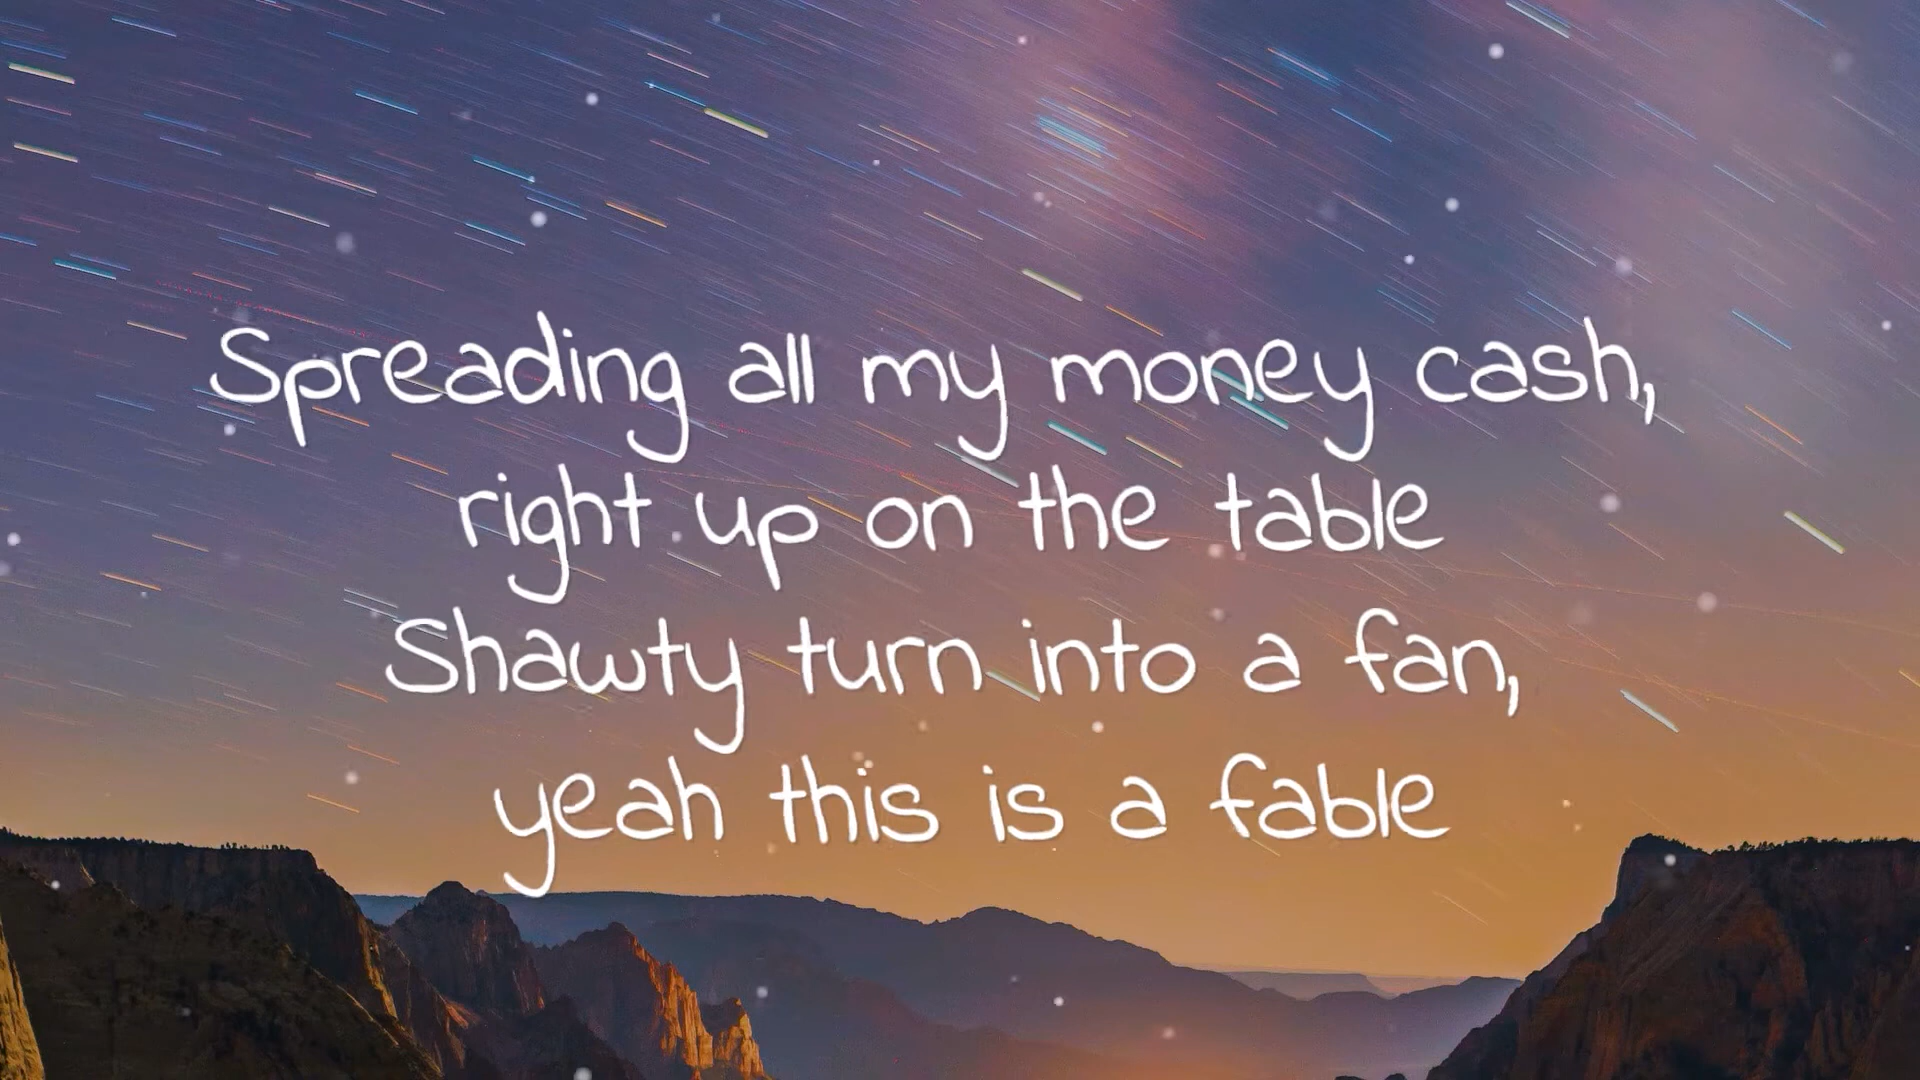 Spreading all my money cash,
right up on the table
Shawty turn into a fan,
yeah this is a fable